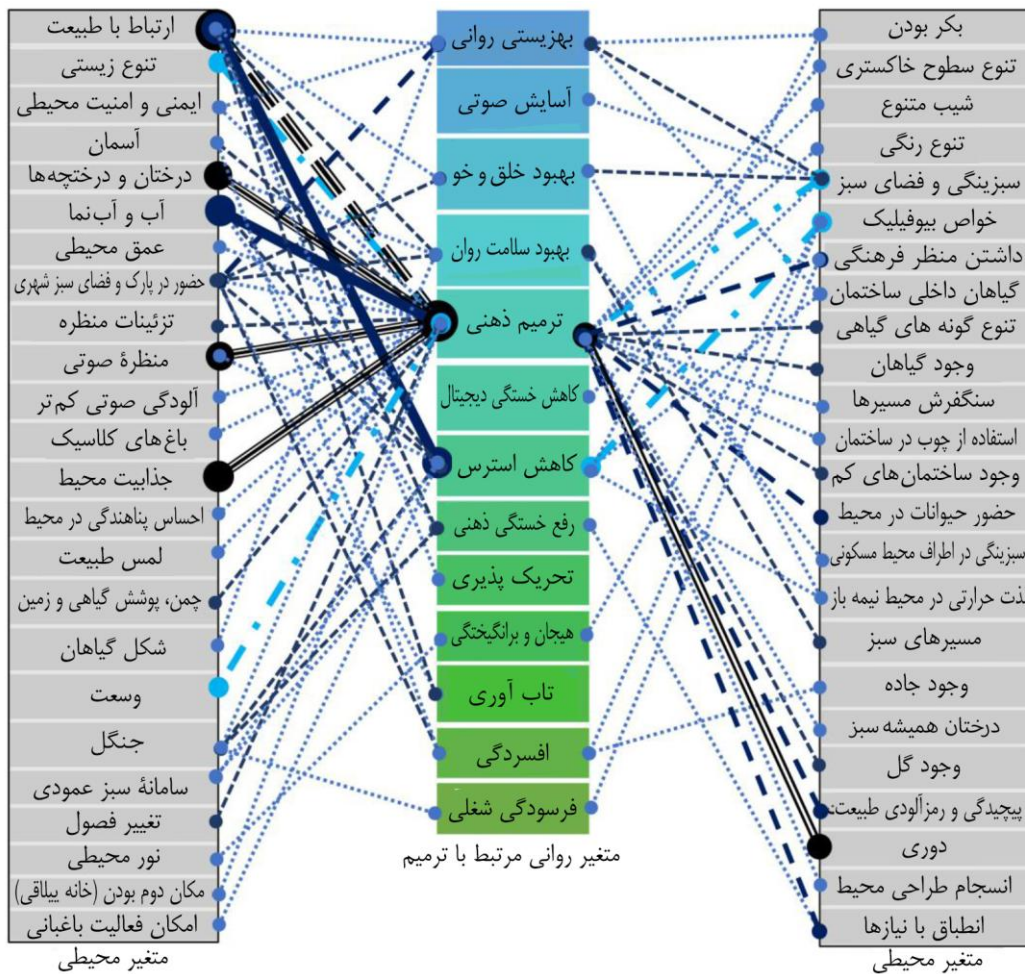 بکر بودن
تنوع سطوح خاکستری
شیب متنوع
تنوع رنگی
سبزینگی و فضای سبز
خواص بیوفیلیک
داشتن منظر فرهنگی
گیاهان داخلی ساختمان
تنوع گونه های گیاهی
وجود گیاهان
سنگفرش مسیرها
استفاده از چوب در ساختمان
وجود ساختمان‌های کم
حضور حیوانات در محیط
سبزینگی در اطراف محیط مسکونی
ذت حرارتی در محیط نیمه باز
مسیرهای سبز
وجود جاده
درختان همیشه سبز
وجود گل
پیچیدگی و رمزآلودی طبیعت
دوری
انسجام طراحی محیط
انطباق با نیازها
متغیر محیطی
بهزیستی روانی
آسایش صوتی
بهبود خلق و خو
بهبود سلامت روان
ترمیم ذهنی
کاهش خستگی دیجیتال
کاهش استرس
رفع خستگی ذهنی
تحریک پذیری
هیجان و برانگیختگی
تاب آوری
افسردگی
فرسودگی شغلی
متغیر روانی مرتبط با ترمیم
ارتباط با طبیعت
تنوع زیستی
ایمنی و امنیت محیطی
آسمان
درختان و درختچه‌ها
آب و آب‌نما
عمق محیطی
حضور در پارک و فضای سبز شهری
تزئینات منظره
منظرهٔ صوتی
آلودگی صوتی کم‌تر
باغ‌های کلاسیک
جذابیت محیط
احساس پناهندگی در محیط
لمس طبیعت
چمن، پوشش گیاهی و زمین
شکل گیاهان
وسعت
جنگل
سامانهٔ سبز عمودی
تغییر فصول
نور محیطی
مکان دوم بودن (خانه ییلاقی)
امکان فعالیت باغبانی
متغیر محیطی